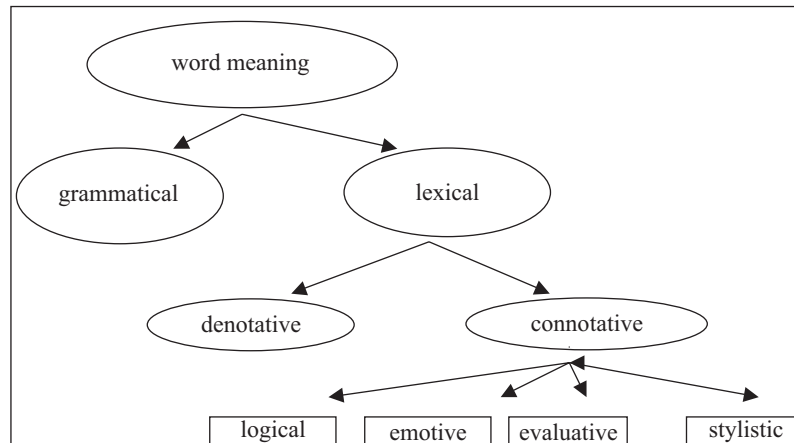 word meaning
grammatical
lexical
denotative
connotative
logical
emotive
evaluative
stylistic